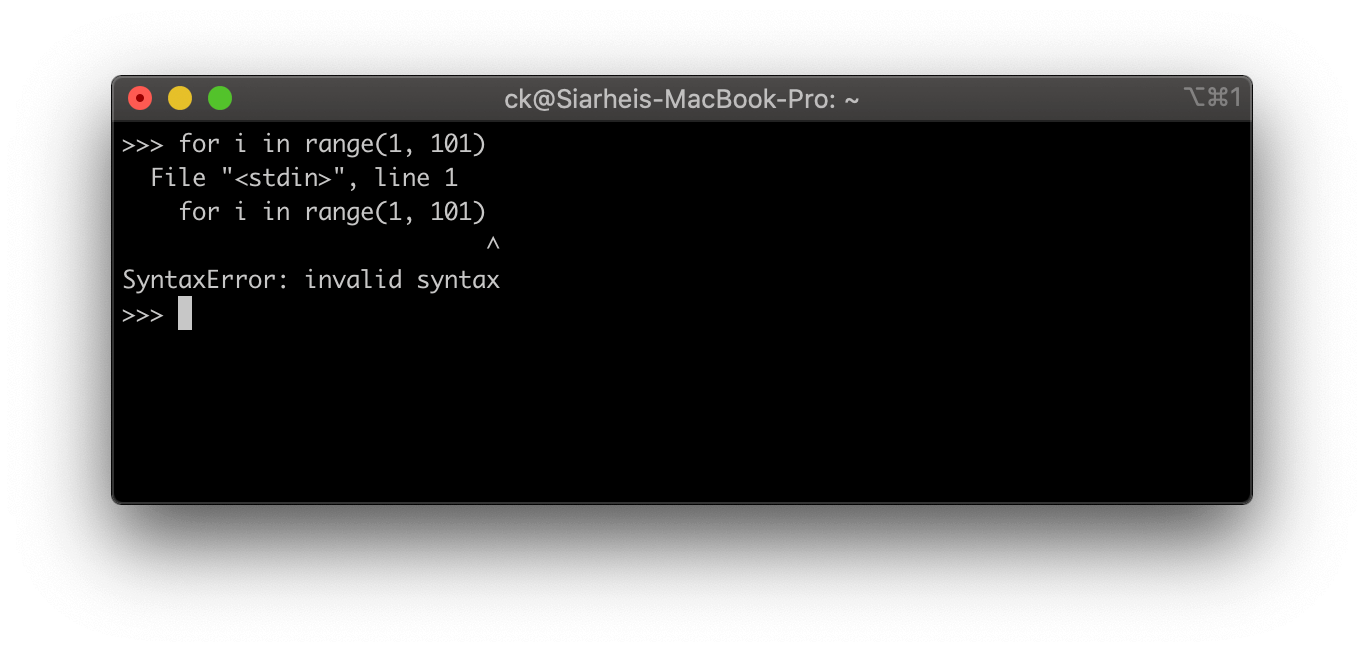 ck@Siarheis-MacBook-Pro: ~ ⌥⌘1
>>> for i in range(1, 101)
  File "<stdin>", line 1
    for i in range(1, 101)
                          ^
SyntaxError: invalid syntax
>>>